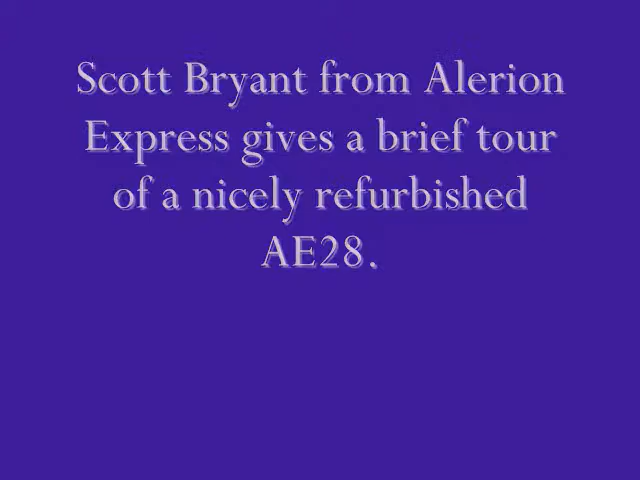 Scott Bryant from Alerion
Express gives a brief tour
of a nicely refurbished
AE28.